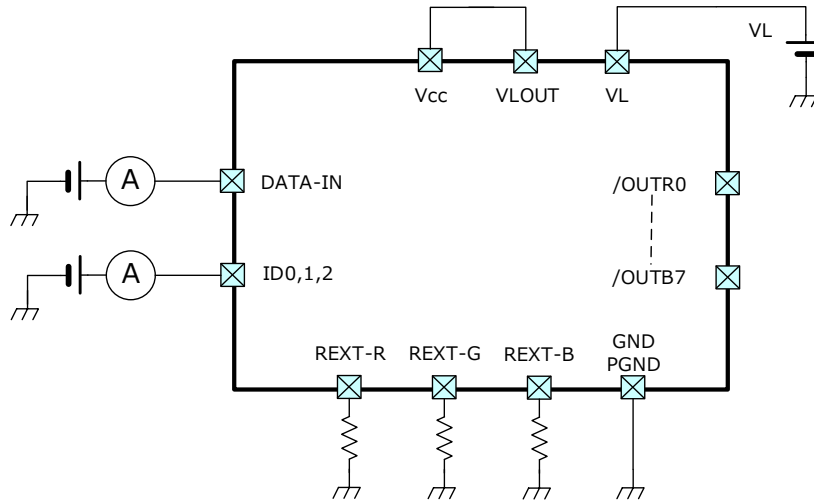 VL
Vcc
VLOUT
VL
A
DATA-IN
/OUTR0
A
ID0,1,2
/OUTB7
REXT-R
REXT-G
REXT-B
GND
PGND